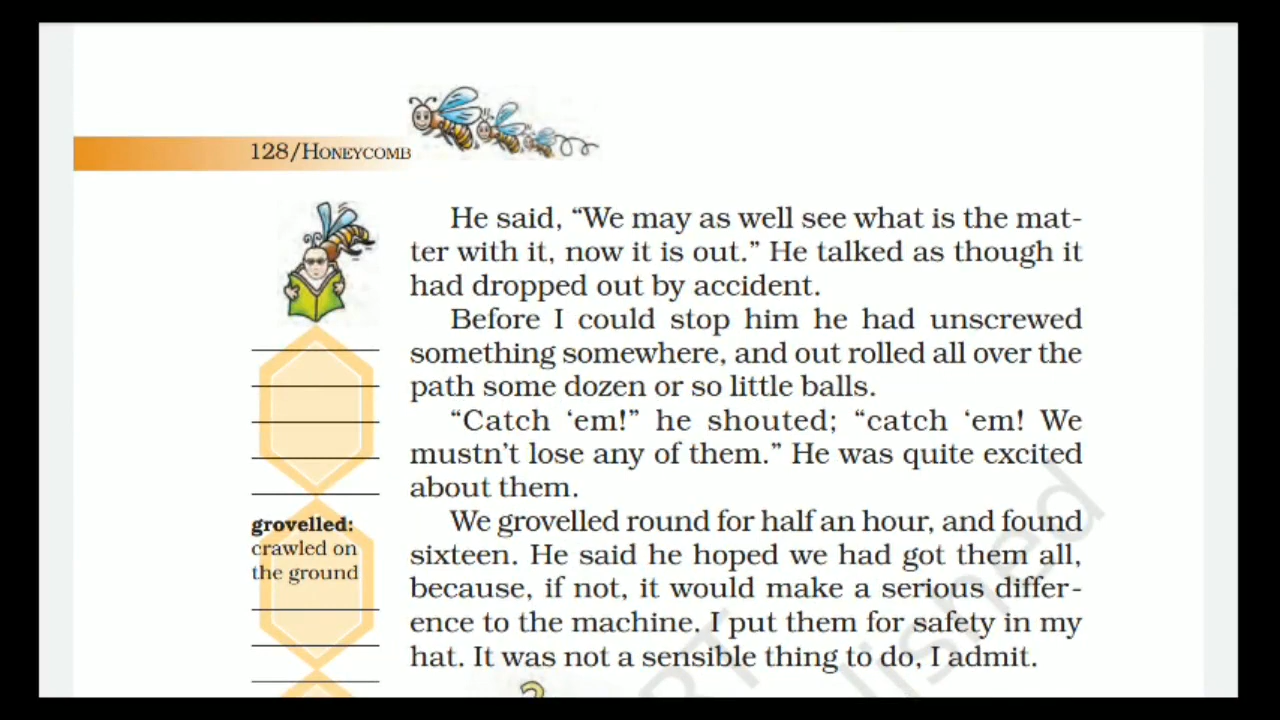 128/HONEYCOMB
He said, “We may as well see what is the mat-
ter with it, now it is out.” He talked as though it
had dropped out by accident.
Before I could stop him he had unscrewed
something somewhere, and out rolled all over the
path some dozen or so little balls.
“Catch ‘em!” he shouted; “catch ‘em! We
mustn’t lose any of them.” He was quite excited
about them.
grovelled:
crawled on
the ground
We grovelled round for half an hour, and found
sixteen. He said he hoped we had got them all,
because, if not, it would make a serious differ-
ence to the machine. I put them for safety in my
hat. It was not a sensible thing to do, I admit.